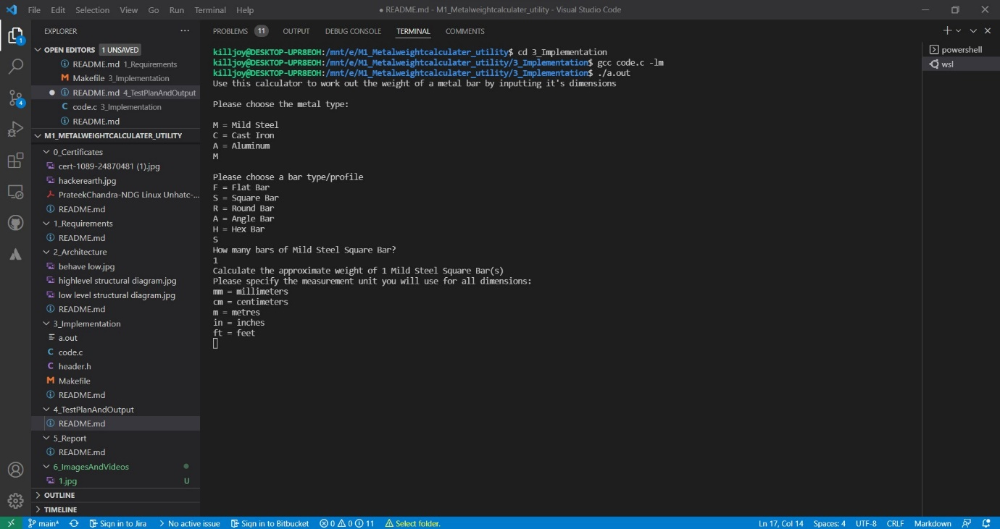 File Edit Selection View Go Run Terminal Help
● README.md - M1_Metalweightcalculater_utility - Visual Studio Code
EXPLORER
OPEN EDITORS 1 UNSAVED
README.md 1_Requirements
Makefile 3_Implementation
README.md 4_TestPlanAndOutput
code.c 3_Implementation
README.md
M1_METALWEIGHTCALCULATER_UTILITY
0_Certificates
cert-1089-24870481 (1).jpg
hackerearth.jpg
PrateekChandra-NDG Linux Unhatc-...
README.md
1_Requirements
README.md
2_Architecture
behave low.jpg
highlevel structural diagram.jpg
low level structural diagram.jpg
README.md
3_Implementation
a.out
code.c
header.h
Makefile
README.md
4_TestPlanAndOutput
README.md
5_Report
README.md
6_ImagesAndVideos
1.jpg U
OUTLINE
TIMELINE
1
4
PROBLEMS 11 OUTPUT DEBUG CONSOLE TERMINAL COMMENTS
killjoy@DESKTOP-UPR8EOH:/mnt/e/M1_Metalweightcalculater_utility$ cd 3_Implementation
killjoy@DESKTOP-UPR8EOH:/mnt/e/M1_Metalweightcalculater_utility/3_Implementation$ gcc code.c -lm
killjoy@DESKTOP-UPR8EOH:/mnt/e/M1_Metalweightcalculater_utility/3_Implementation$ ./a.out
Use this calculator to work out the weight of a metal bar by inputting it's dimensions
Please choose the metal type:
M = Mild Steel
C = Cast Iron
A = Aluminum
M
Please choose a bar type/profile
F = Flat Bar
S = Square Bar
R = Round Bar
A = Angle Bar
H = Hex Bar
S
How many bars of Mild Steel Square Bar?
1
Calculate the approximate weight of 1 Mild Steel Square Bar(s)
Please specify the measurement unit you will use for all dimensions:
mm = millimeters
cm = centimeters
m = metres
in = inches
ft = feet
powershell
wsl
main* Sign in to Jira No active issue Sign in to Bitbucket 0 0 11 Select folder.
Ln 17, Col 14 Spaces: 4 UTF-8 CRLF Markdown